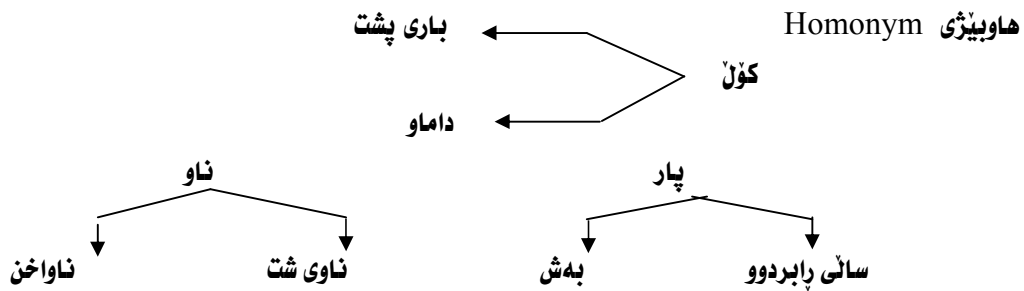 هاوبێژی Homonym
باری پشت
کۆڵ
داماو
پار
ناو
ساڵی ڕابردوو
بەش
ناوی شت
ناواخن